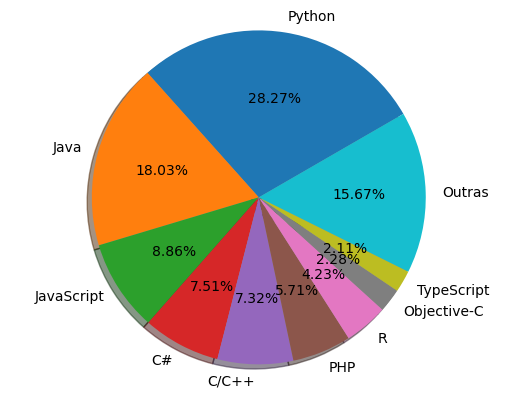 Python
28.27%
Java
18.03%
Outras
15.67%
JavaScript
8.86%
C#
7.51%
C/C++
7.32%
PHP
5.71%
R
4.23%
Objective-C
2.28%
TypeScript
2.11%